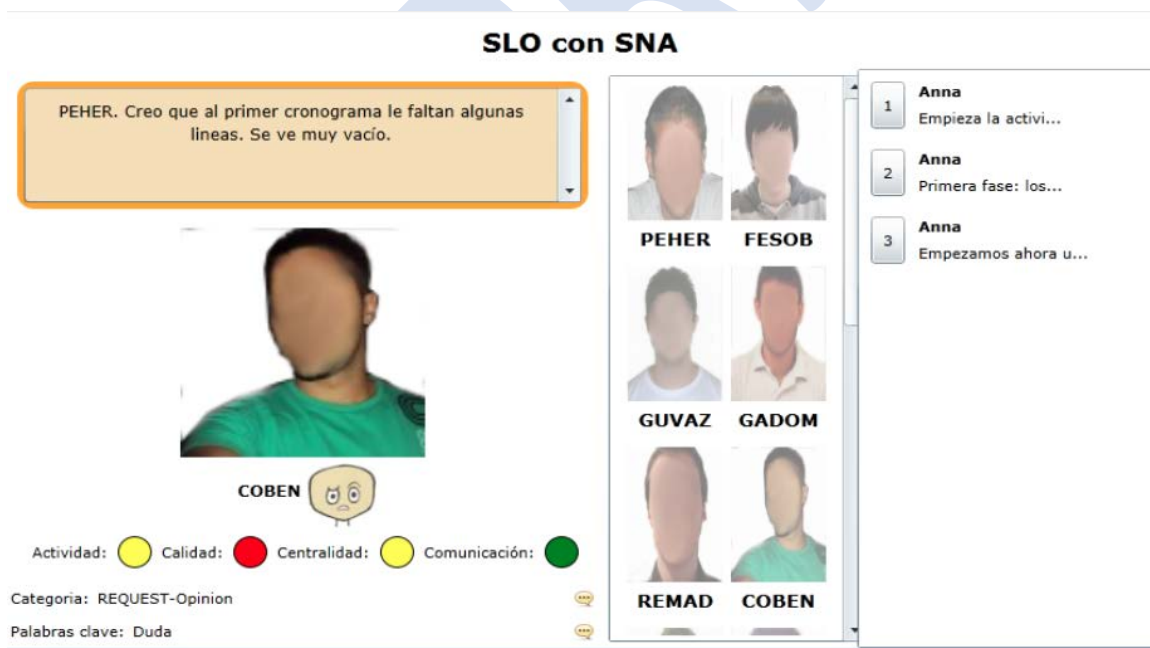 SLO con SNA
PEHER. Creo que al primer cronograma le faltan algunas
lineas. Se ve muy vacío.
COBEN
Actividad: Calidad: Centralidad: Comunicación:
Categoria: REQUEST-Opinion
Palabras clave: Duda
PEHER FESOB
GUVAZ GADOM
REMAD COBEN
1 Anna
Empieza la activi...
2 Anna
Primera fase: los...
3 Anna
Empezamos ahora u...